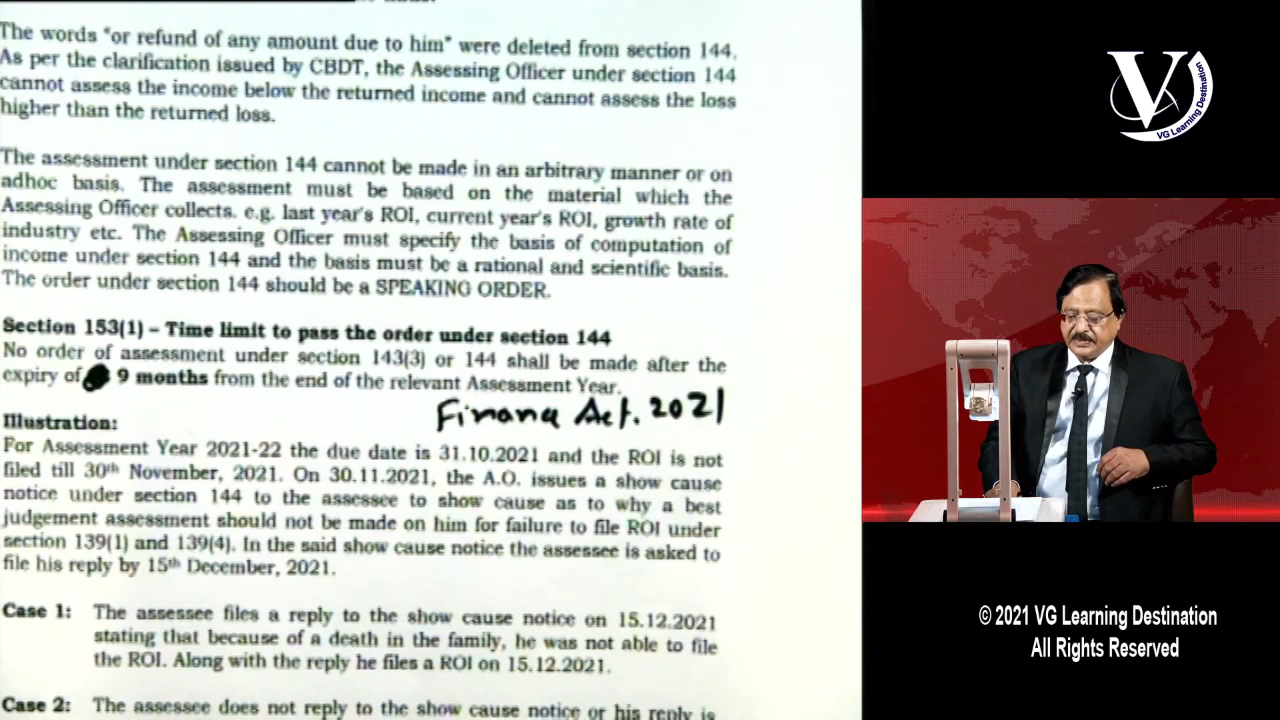 The words "or refund of any amount due to him" were deleted from section 144.
As per the clarification issued by CBDT, the Assessing Officer under section 144
cannot assess the income below the returned income and cannot assess the loss
higher than the returned loss.
The assessment under section 144 cannot be made in an arbitrary manner or on
adhoc basis. The assessment must be based on the material which the
Assessing Officer collects. e.g. last year's ROI, current year's ROI, growth rate of
industry etc. The Assessing Officer must specify the basis of computation of
income under section 144 and the basis must be a rational and scientific basis.
The order under section 144 should be a SPEAKING ORDER.
Section 153(1) – Time limit to pass the order under section 144
No order of assessment under section 143(3) or 144 shall be made after the
expiry of 9 months from the end of the relevant Assessment Year.
Finance Act. 2021
Illustration:
For Assessment Year 2021-22 the due date is 31.10.2021 and the ROI is not
filed till 30th November, 2021. On 30.11.2021, the A.O. issues a show cause
notice under section 144 to the assessee to show cause as to why a best
judgement assessment should not be made on him for failure to file ROI under
section 139(1) and 139(4). In the said show cause notice the assessee is asked to
file his reply by 15th December, 2021.
Case 1: The assessee files a reply to the show cause notice on 15.12.2021
stating that because of a death in the family, he was not able to file
the ROI. Along with the reply he files a ROI on 15.12.2021.
Case 2: The assessee does not reply to the show cause notice or his reply is
V
VG Learning Destination
© 2021 VG Learning Destination
All Rights Reserved